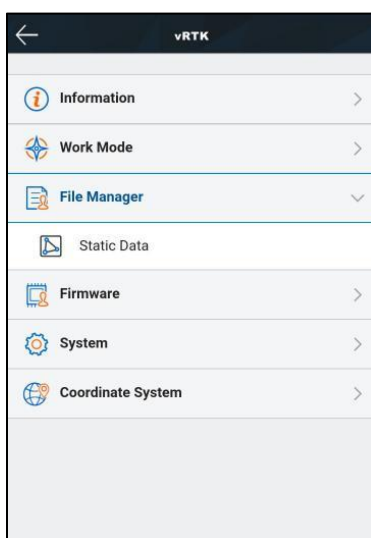 vRTK
Information
Work Mode
File Manager
Static Data
Firmware
System
Coordinate System